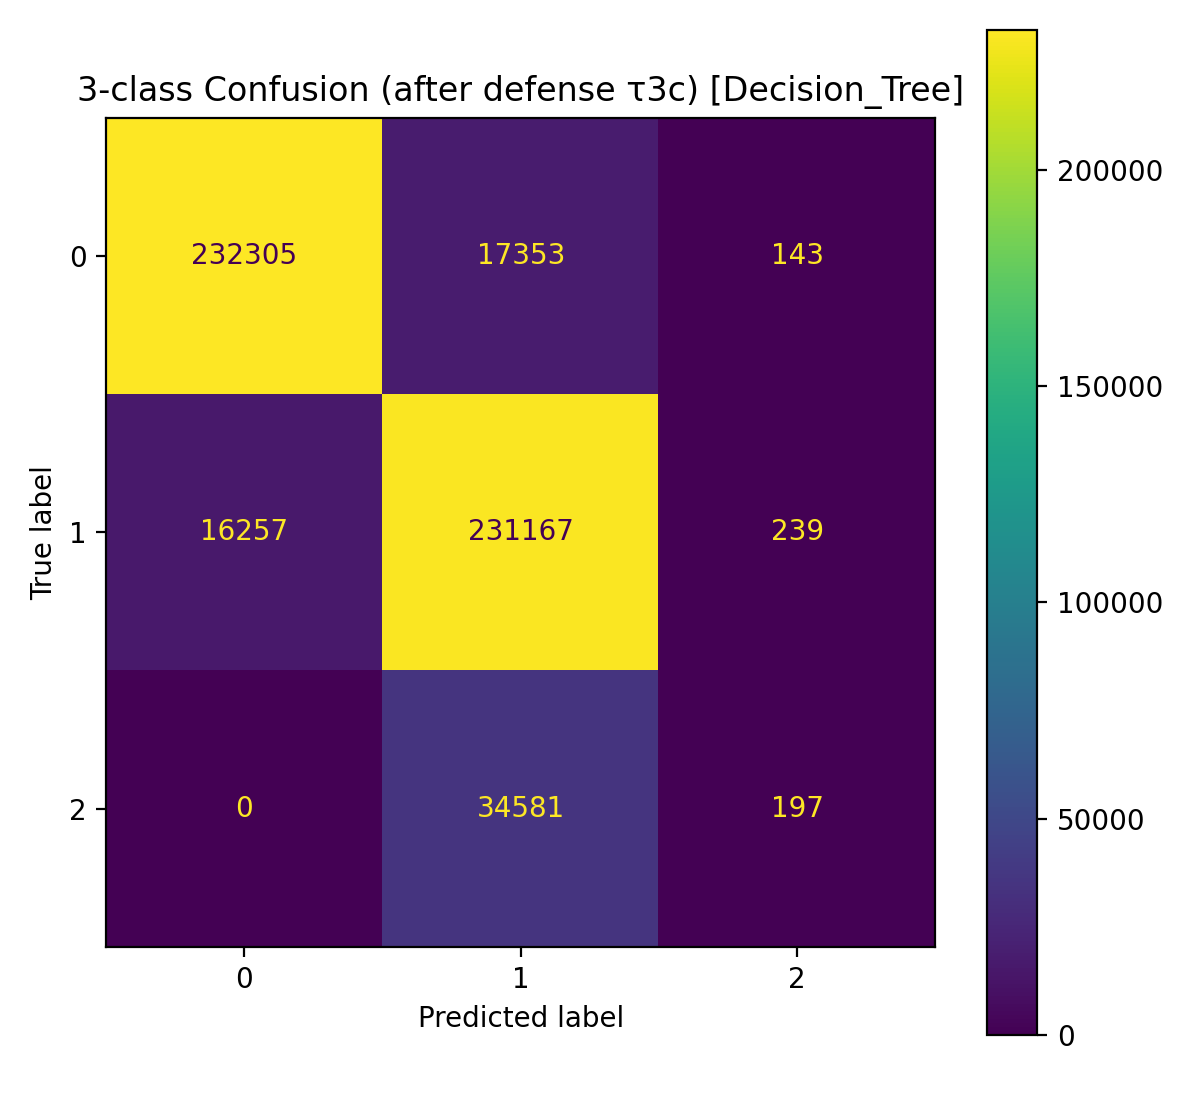 3-class Confusion (after defense τ3c) [Decision_Tree]
True label
0
232305 17353 143
1
16257 231167 239
2
0 34581 197
0 1 2
Predicted label
200000
150000
100000
50000
0